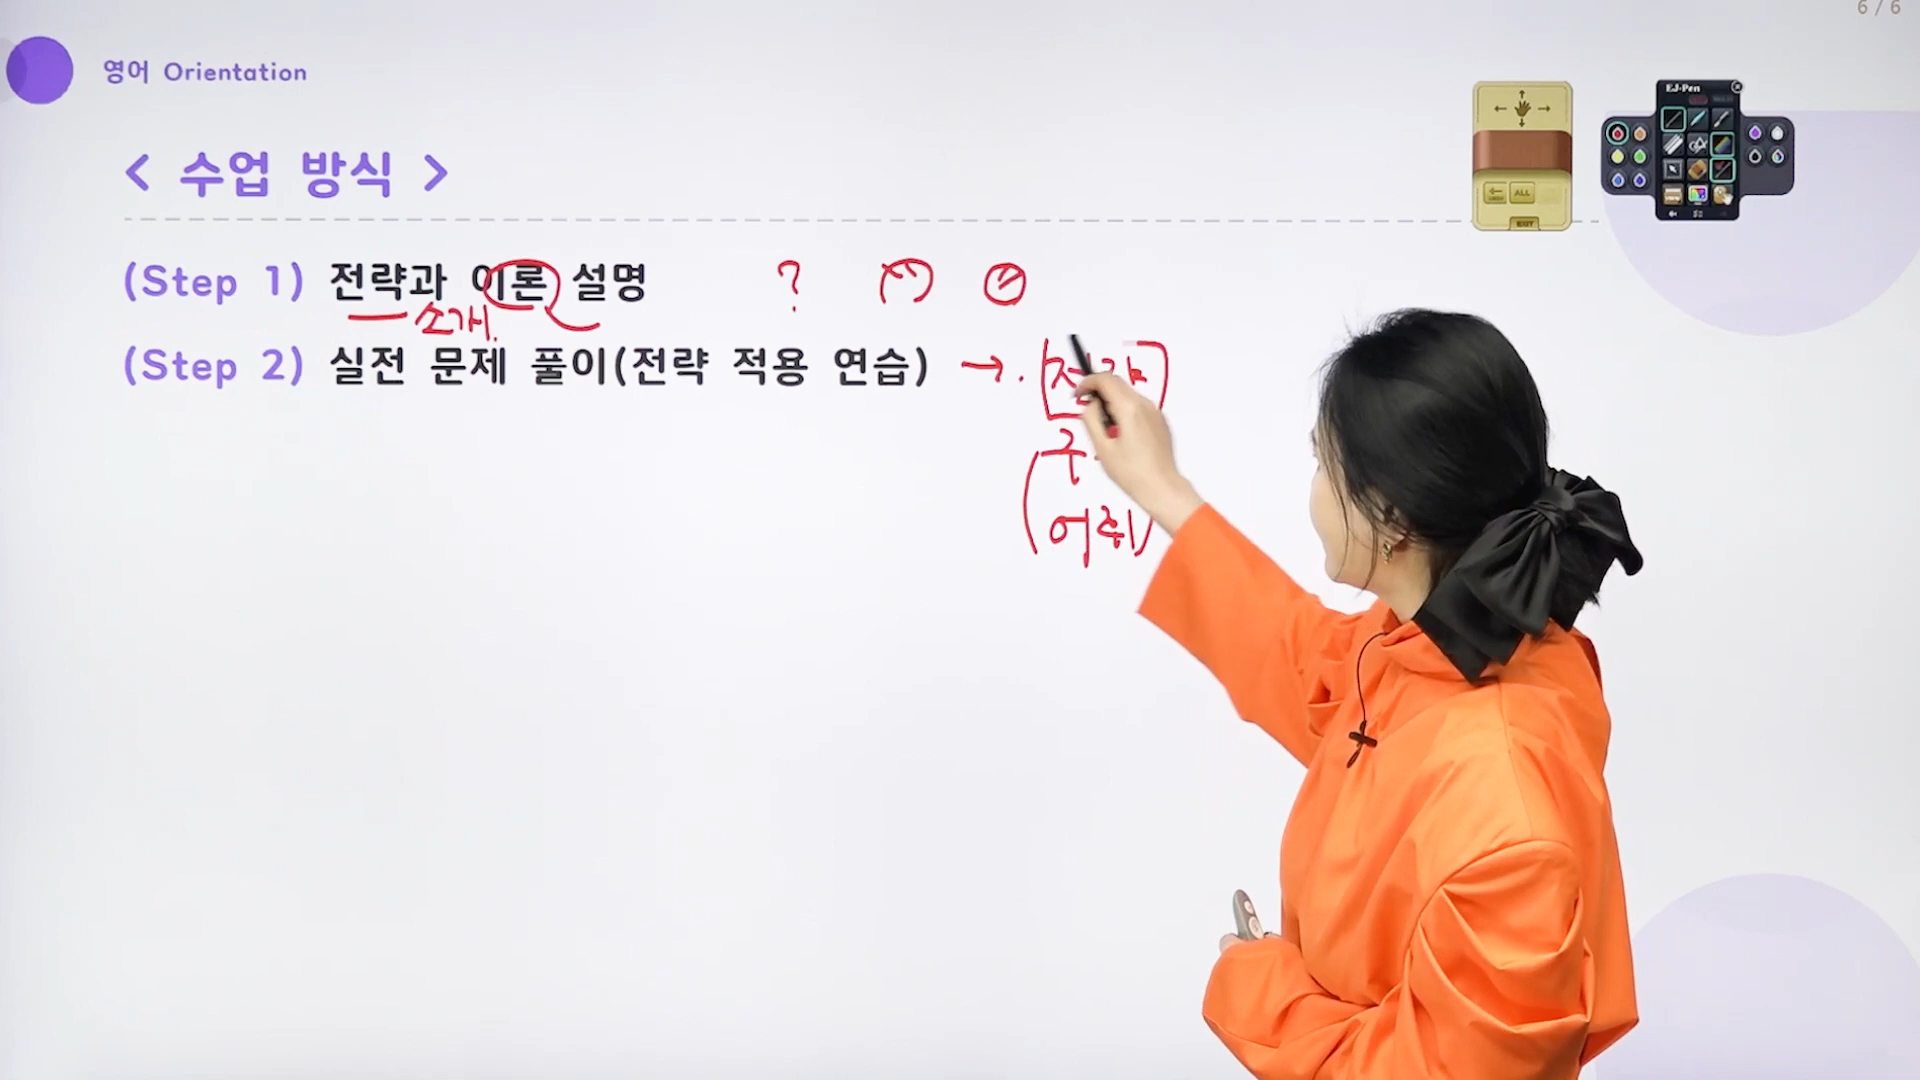 6 / 6
영어 Orientation
EJ-Pen
< 수업 방식 >
ALL
EXIT
(Step 1) 전략과 이론 설명 ?
소개.
(Step 2) 실전 문제 풀이(전략 적용 연습) →
어휘